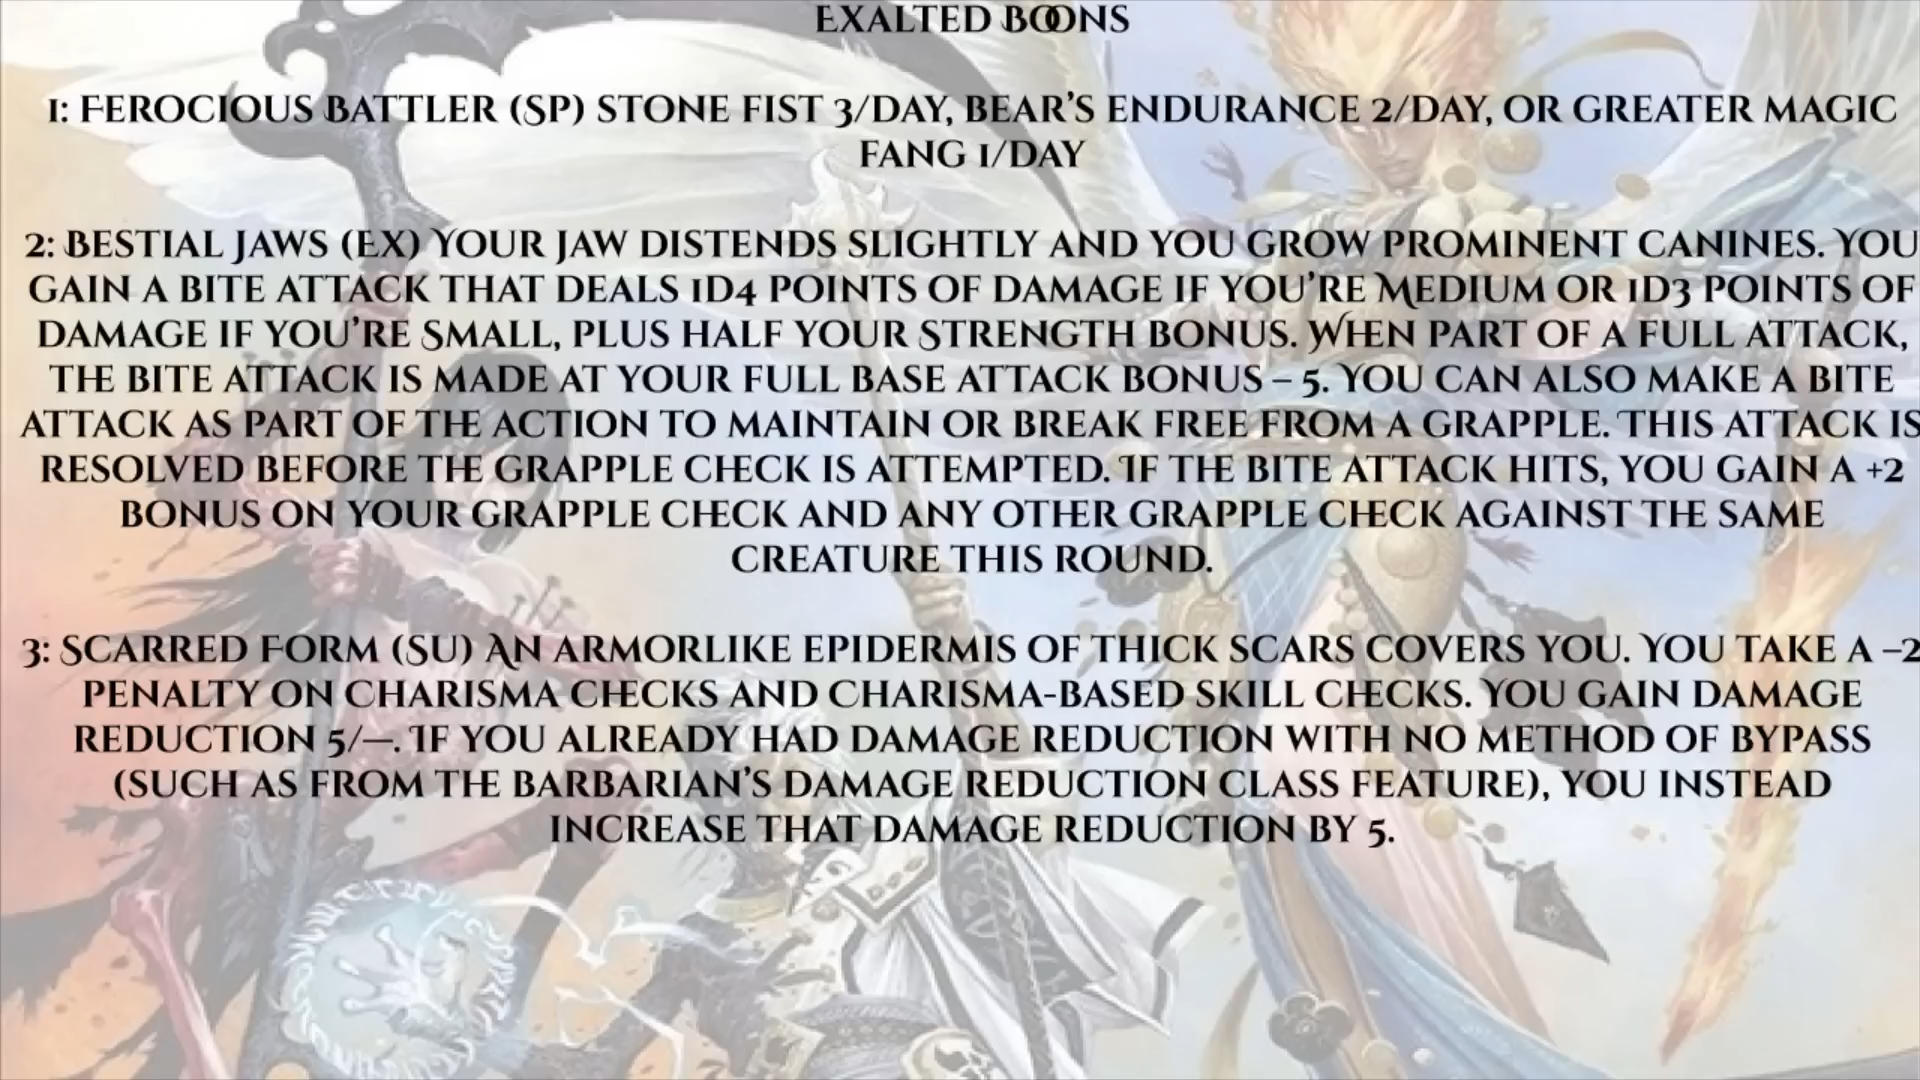 Exalted Boons
1: Ferocious Battler (Sp) stone fist 3/day, bear’s endurance 2/day, or greater magic
fang 1/day
2: Bestial Jaws (Ex) Your jaw distends slightly and you grow prominent canines. You
gain a bite attack that deals 1d4 points of damage if you’re Medium or 1d3 points of
damage if you’re Small, plus half your Strength bonus. When part of a full attack,
the bite attack is made at your full base attack bonus – 5. You can also make a bite
attack as part of the action to maintain or break free from a grapple. This attack is
resolved before the grapple check is attempted. If the bite attack hits, you gain a +2
bonus on your grapple check and any other grapple check against the same
creature this round.
3: Scarred Form (Su) An armorlike epidermis of thick scars covers you. You take a –2
penalty on Charisma checks and Charisma-based skill checks. You gain damage
reduction 5/—. If you already had damage reduction with no method of bypass
(such as from the barbarian’s damage reduction class feature), you instead
increase that damage reduction by 5.